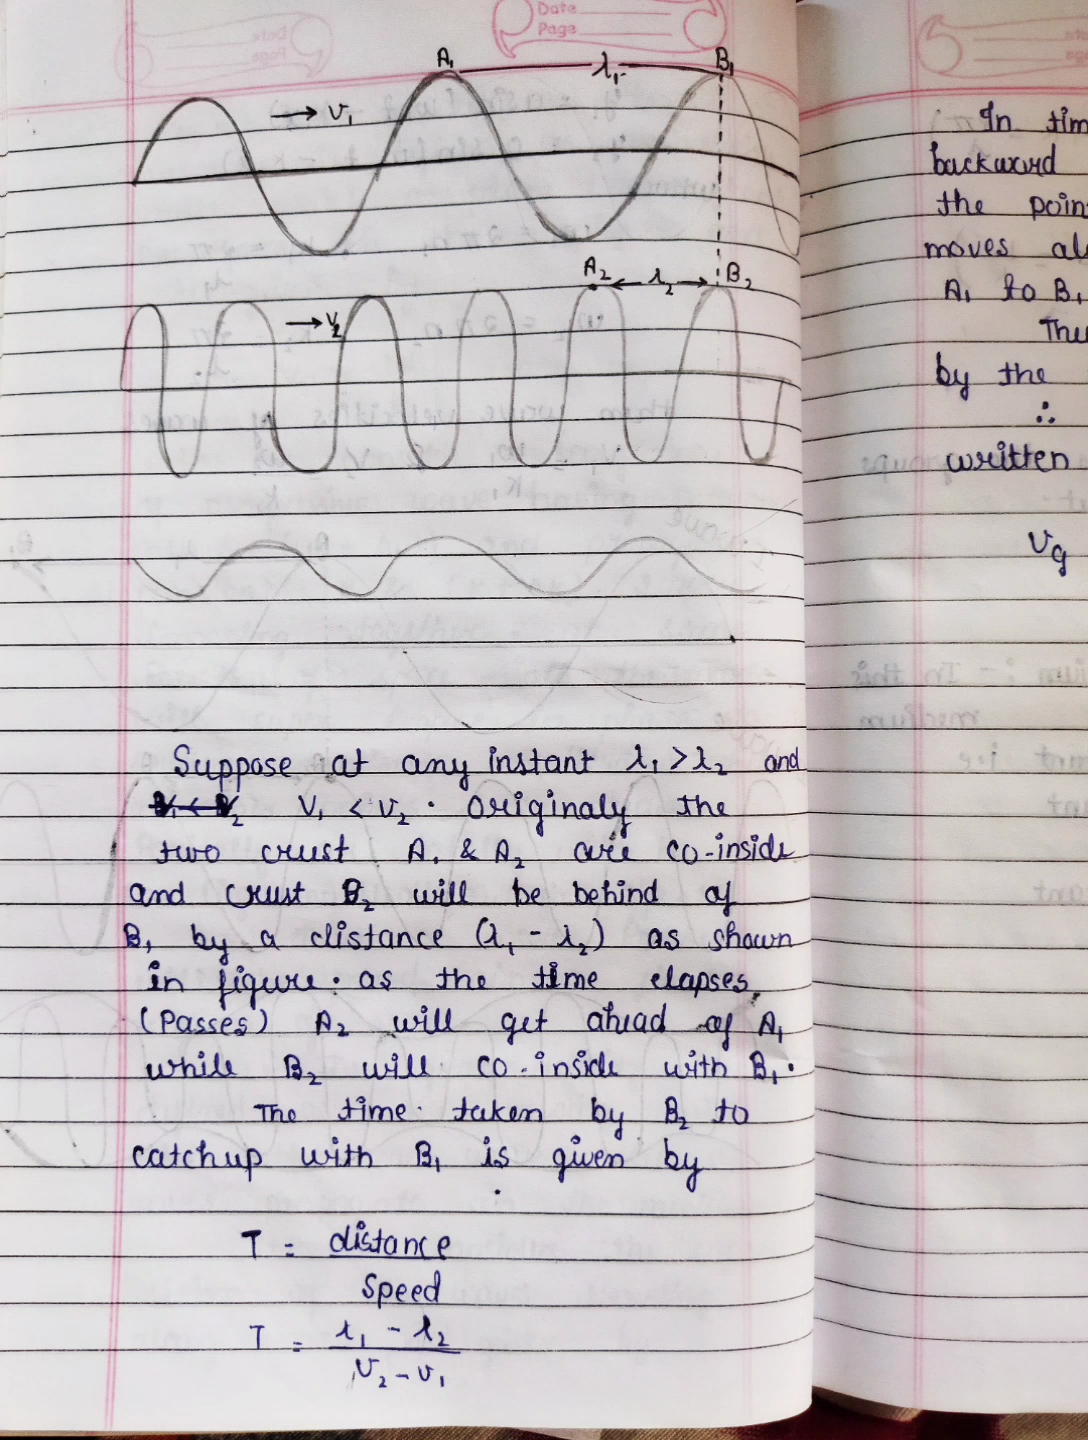 Date
Page
A₁ λ₁ B₁
→ V₁
A₂ λ₂ B₂
→ V₂
Suppose at any instant λ₁ > λ₂ and
V₁ < V₂ . originaly the
two crust A₁ & A₂ are co-inside
and crust B₂ will be behind of
B₁ by a distance (λ₁ - λ₂) as shown
in figure. as the time elapses
(Passes) A₂ will get ahead of A₁
while B₂ will co-inside with B₁.
The time taken by B₂ to
catchup with B₁ is given by
T = distance
speed
T = λ₁ - λ₂
V₂ - V₁
In tim
backward
the poin
moves al
A₁ to B₁
The
by the
∴
written
Vg